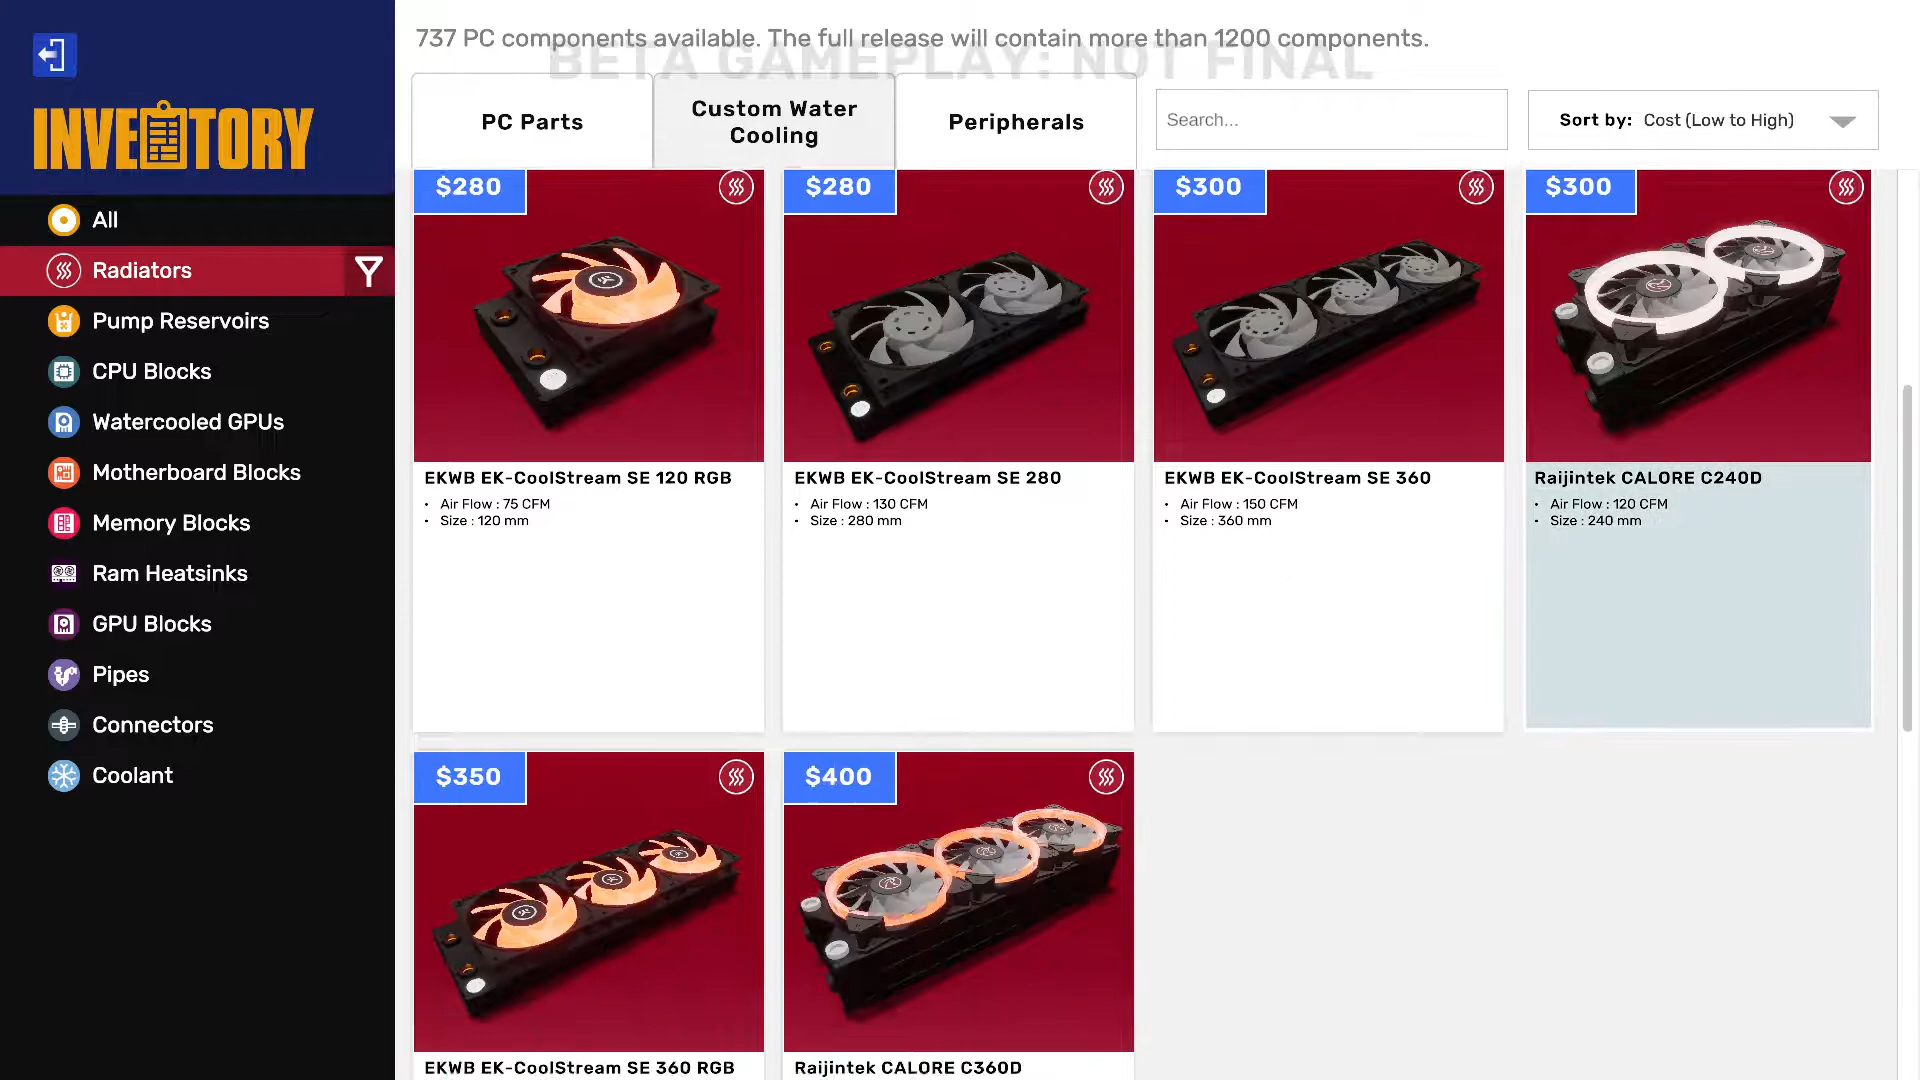 737 PC components available. The full release will contain more than 1200 components.
BETA GAMEPLAY: NOT FINAL
INVENTORY
PC Parts
Custom Water
Cooling
Peripherals
Search...
Sort by: Cost (Low to High)
All
Radiators
Pump Reservoirs
CPU Blocks
Watercooled GPUs
Motherboard Blocks
Memory Blocks
Ram Heatsinks
GPU Blocks
Pipes
Connectors
Coolant
$280
EKWB EK-CoolStream SE 120 RGB
• Air Flow : 75 CFM
• Size : 120 mm
$280
EKWB EK-CoolStream SE 280
• Air Flow : 130 CFM
• Size : 280 mm
$300
EKWB EK-CoolStream SE 360
• Air Flow : 150 CFM
• Size : 360 mm
$300
Raijintek CALORE C240D
• Air Flow : 120 CFM
• Size : 240 mm
$350
EKWB EK-CoolStream SE 360 RGB
$400
Raijintek CALORE C360D